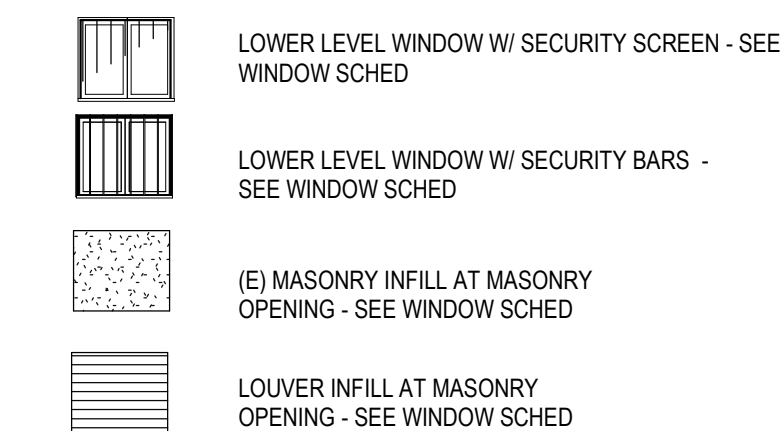 LOWER LEVEL WINDOW W/ SECURITY SCREEN - SEE
WINDOW SCHED
LOWER LEVEL WINDOW W/ SECURITY BARS -
SEE WINDOW SCHED
(E) MASONRY INFILL AT MASONRY
OPENING - SEE WINDOW SCHED
LOUVER INFILL AT MASONRY
OPENING - SEE WINDOW SCHED